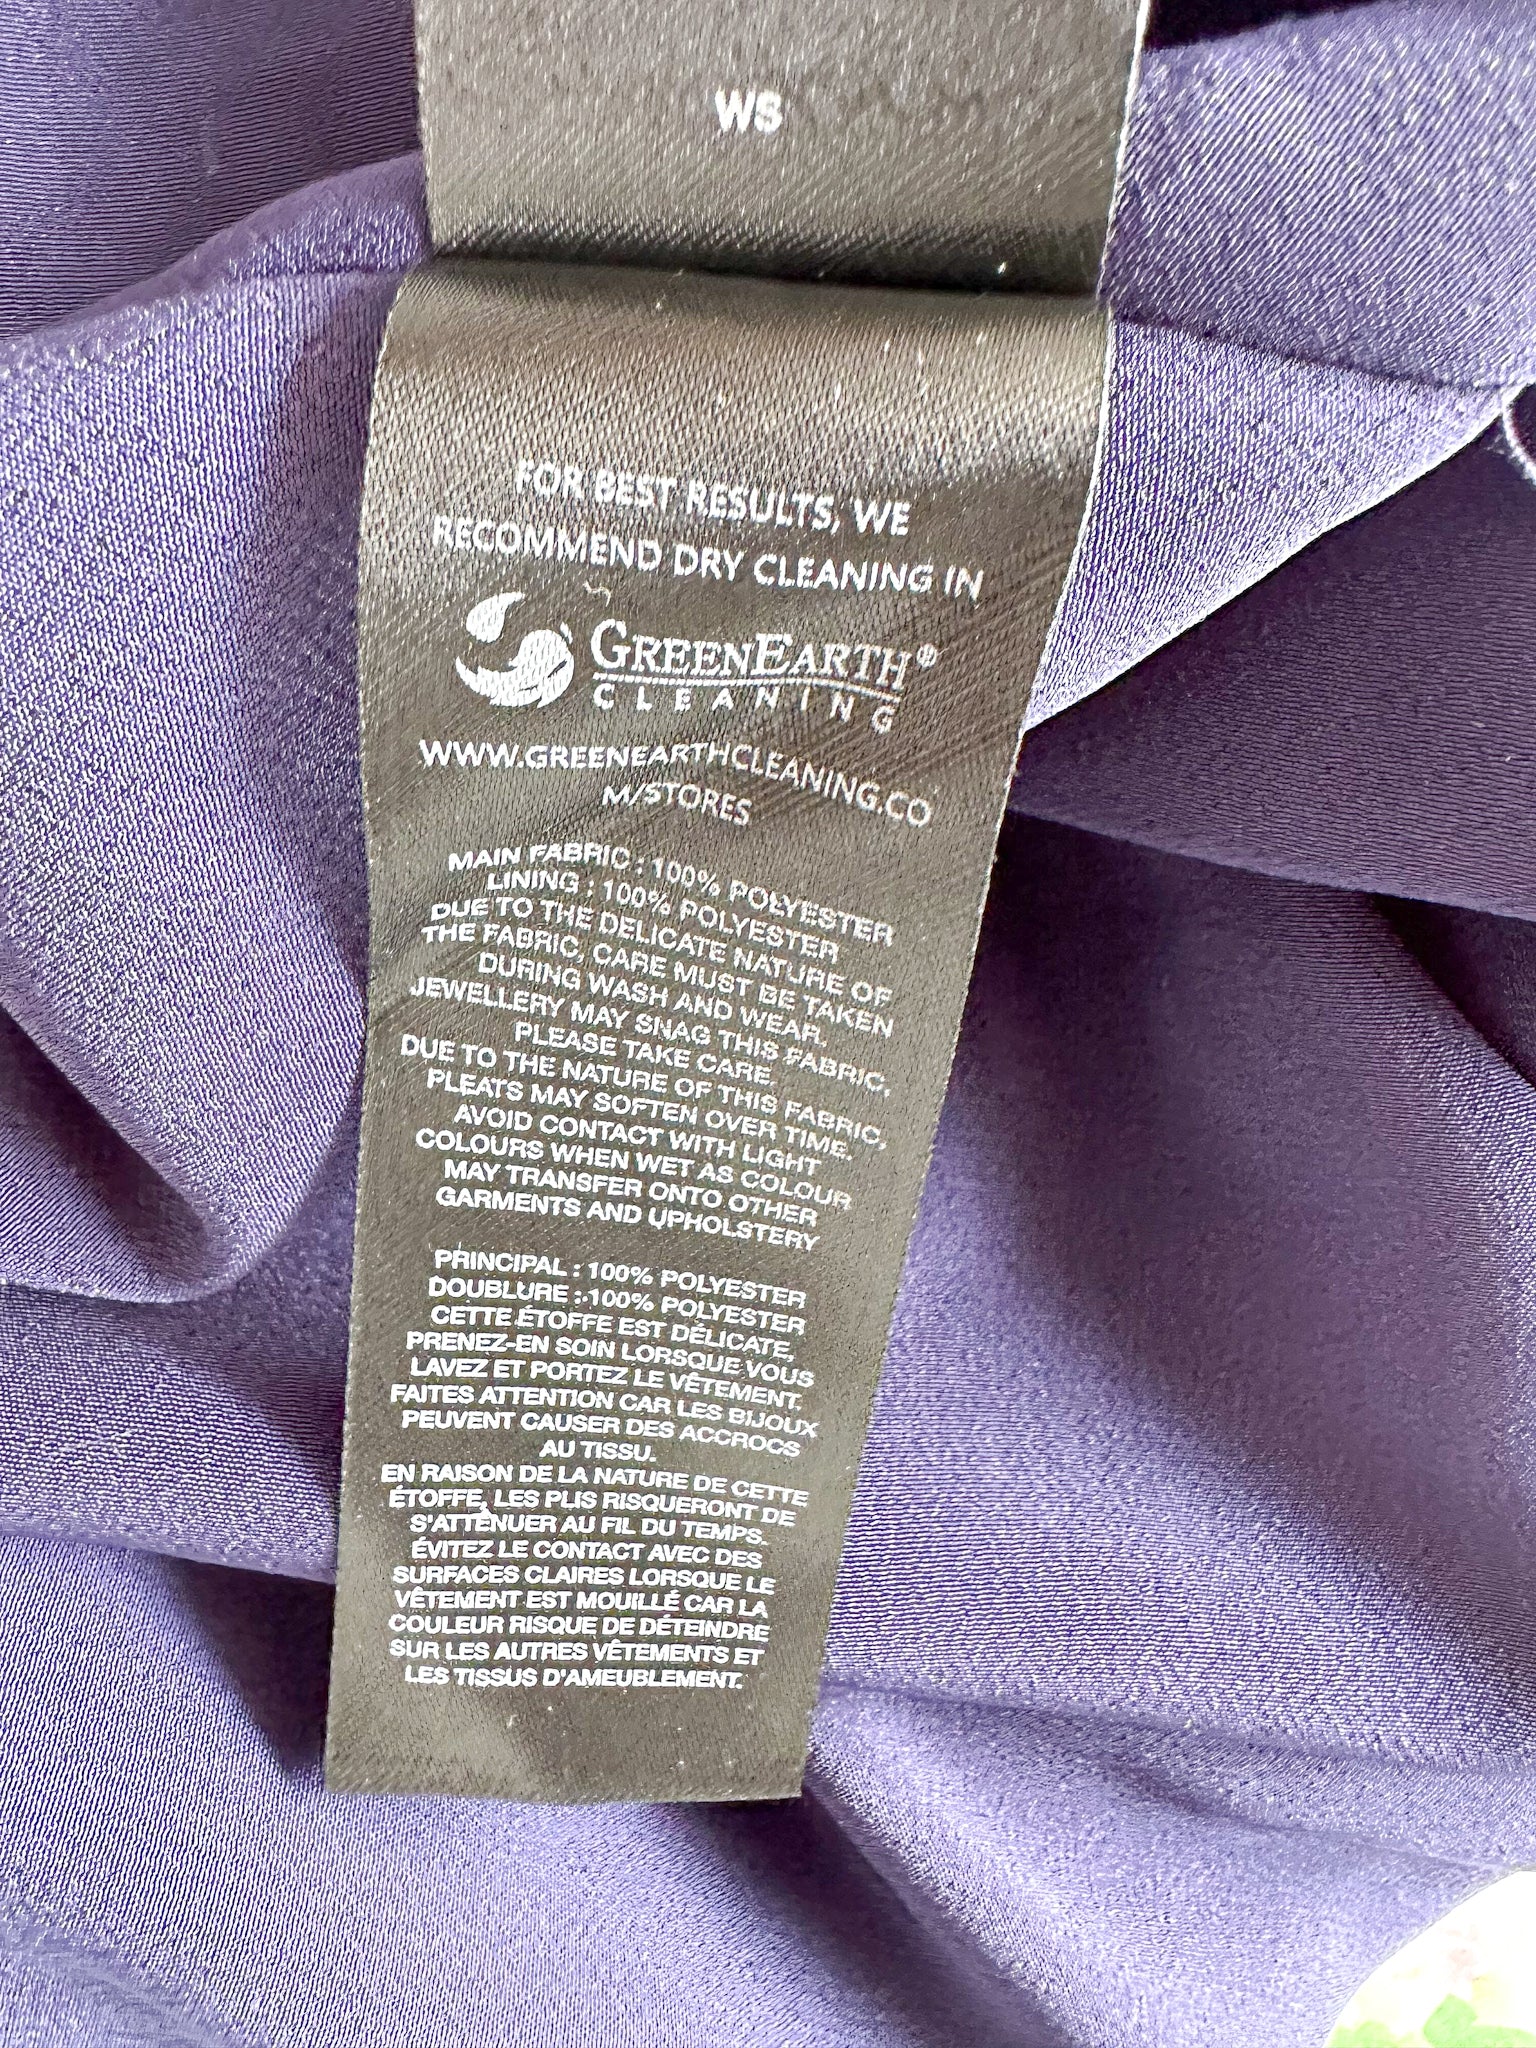 WS
FOR BEST RESULTS, WE
RECOMMEND DRY CLEANING IN
GREENEARTH®
CLEANING
WWW.GREENEARTHCLEANING.CO
M/STORES
MAIN FABRIC : 100% POLYESTER
LINING : 100% POLYESTER
DUE TO THE DELICATE NATURE OF
THE FABRIC, CARE MUST BE TAKEN
DURING WASH AND WEAR.
JEWELLERY MAY SNAG THIS FABRIC,
PLEASE TAKE CARE.
DUE TO THE NATURE OF THIS FABRIC,
PLEATS MAY SOFTEN OVER TIME.
AVOID CONTACT WITH LIGHT
COLOURS WHEN WET AS COLOUR
MAY TRANSFER ONTO OTHER
GARMENTS AND UPHOLSTERY
PRINCIPAL : 100% POLYESTER
DOUBLURE : 100% POLYESTER
CETTE ÉTOFFE EST DÉLICATE,
PRENEZ-EN SOIN LORSQUE VOUS
LAVEZ ET PORTEZ LE VÊTEMENT.
FAITES ATTENTION CAR LES BIJOUX
PEUVENT CAUSER DES ACCROCS
AU TISSU.
EN RAISON DE LA NATURE DE CETTE
ÉTOFFE, LES PLIS RISQUERONT DE
S'ATTÉNUER AU FIL DU TEMPS.
ÉVITEZ LE CONTACT AVEC DES
SURFACES CLAIRES LORSQUE LE
VÊTEMENT EST MOUILLÉ CAR LA
COULEUR RISQUE DE DÉTEINDRE
SUR LES AUTRES VÊTEMENTS ET
LES TISSUS D'AMEUBLEMENT.